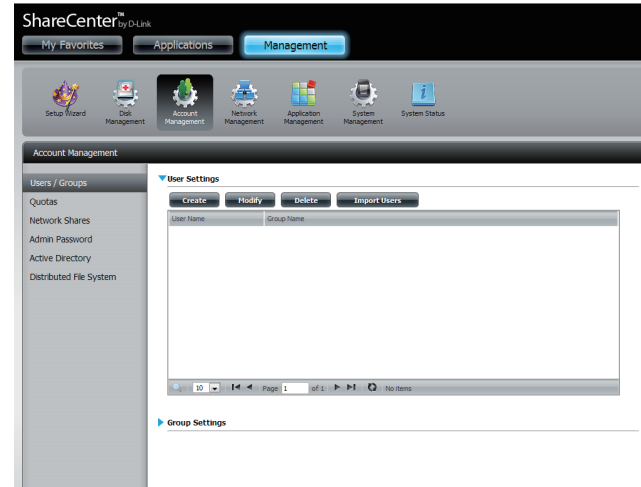 ShareCenter™ by D-Link
My Favorites Applications Management
Setup Wizard
Disk Management
Account Management
Network Management
Application Management
System Management
System Status
Account Management
Users / Groups
Quotas
Network Shares
Admin Password
Active Directory
Distributed File System
User Settings
Create Modify Delete Import Users
User Name Group Name
10 Page 1 of 1 No items
Group Settings